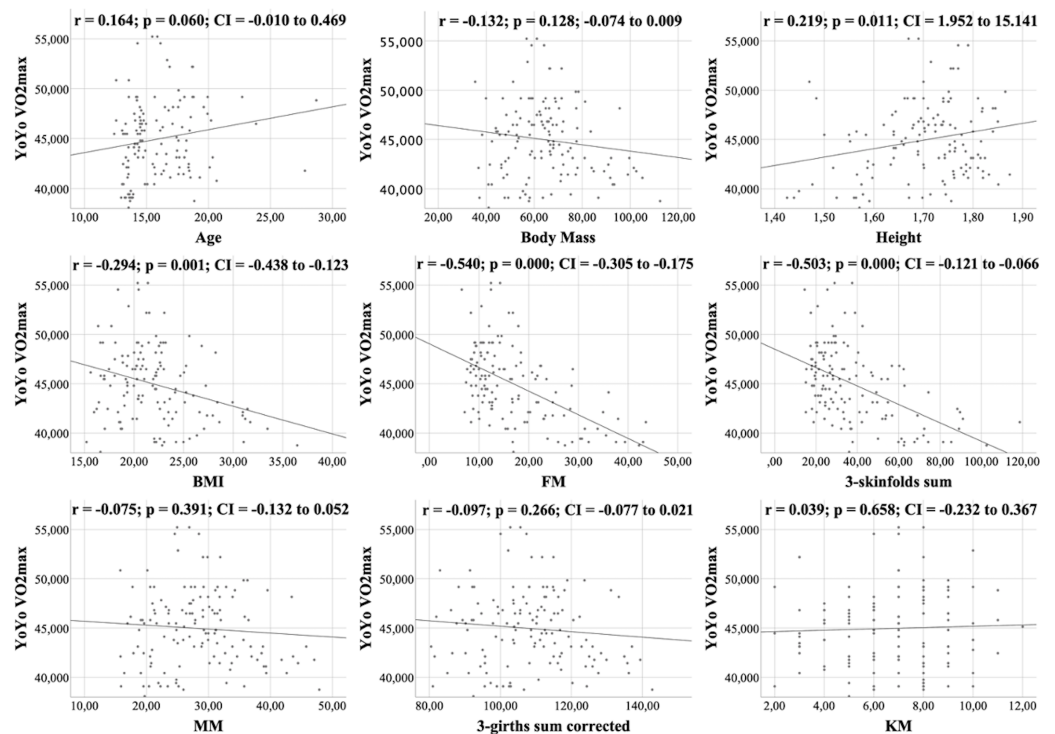 r = 0.164; p = 0.060; CI = -0.010 to 0.469
55,000
50,000
45,000
40,000
YoYo VO2max
10,00 15,00 20,00 25,00 30,00
Age
r = -0.132; p = 0.128; -0.074 to 0.009
55,000
50,000
45,000
40,000
YoYo VO2max
20,00 40,00 60,00 80,00 100,00 120,00
Body Mass
r = 0.219; p = 0.011; CI = 1.952 to 15.141
55,000
50,000
45,000
40,000
YoYo VO2max
1,40 1,50 1,60 1,70 1,80 1,90
Height
r = -0.294; p = 0.001; CI = -0.438 to -0.123
55,000
50,000
45,000
40,000
YoYo VO2max
15,00 20,00 25,00 30,00 35,00 40,00
BMI
r = -0.540; p = 0.000; CI = -0.305 to -0.175
55,000
50,000
45,000
40,000
YoYo VO2max
,00 10,00 20,00 30,00 40,00 50,00
FM
r = -0.503; p = 0.000; CI = -0.121 to -0.066
55,000
50,000
45,000
40,000
YoYo VO2max
,00 20,00 40,00 60,00 80,00 100,00 120,00
3-skinfolds sum
r = -0.075; p = 0.391; CI = -0.132 to 0.052
55,000
50,000
45,000
40,000
YoYo VO2max
10,00 20,00 30,00 40,00 50,00
MM
r = -0.097; p = 0.266; CI = -0.077 to 0.021
55,000
50,000
45,000
40,000
YoYo VO2max
80,00 100,00 120,00 140,00
3-girths sum corrected
r = 0.039; p = 0.658; CI = -0.232 to 0.367
55,000
50,000
45,000
40,000
YoYo VO2max
2,00 4,00 6,00 8,00 10,00 12,00
KM